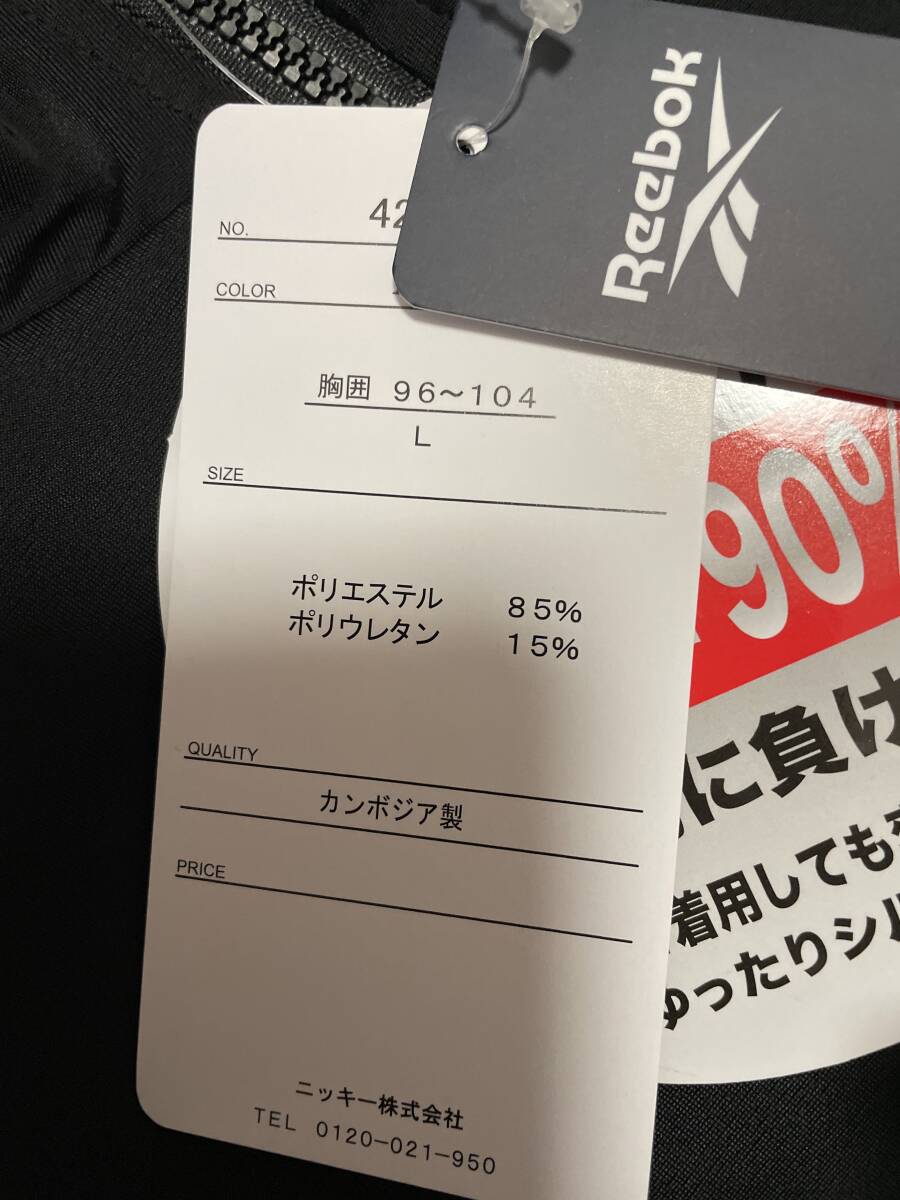 Reebok
NO. 42
COLOR
胸囲 96~104
L
SIZE
ポリエステル 85%
ポリウレタン 15%
QUALITY
カンボジア製
PRICE
ニッキー株式会社
TEL 0120-021-950
90%
に負け
着用しても
ゆったりシル